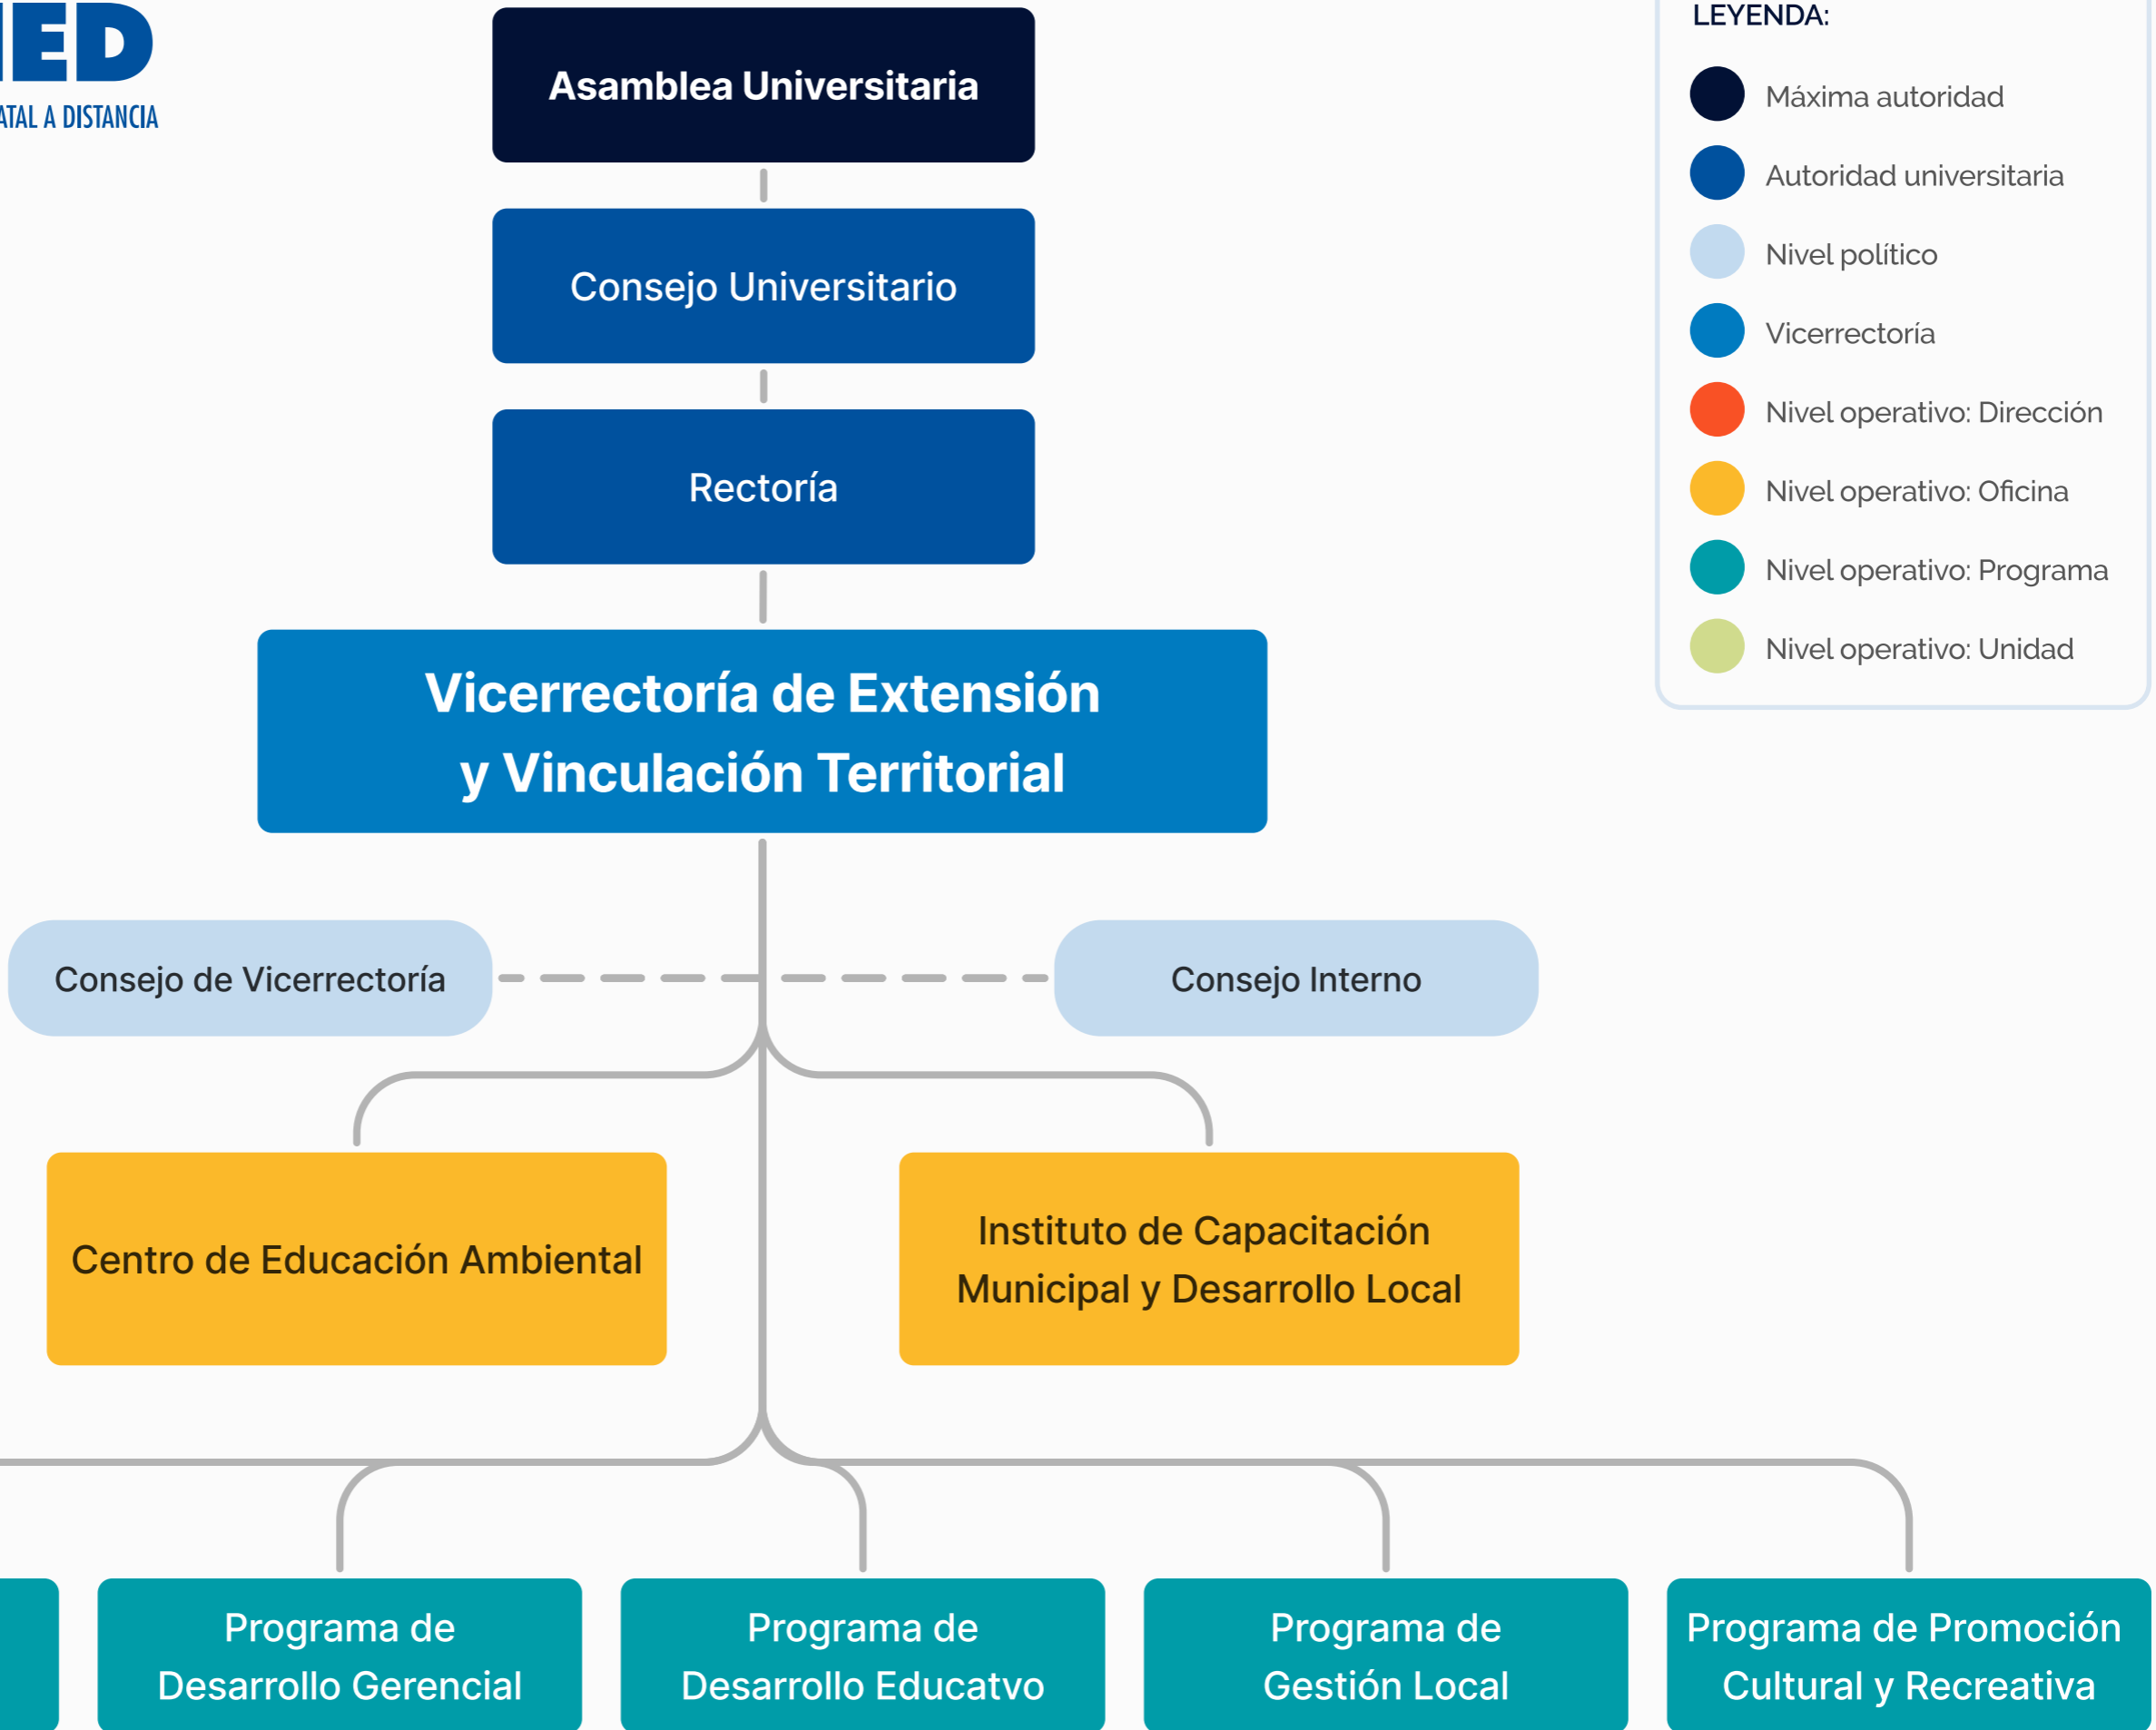 ATAL A DISTANCIA
Asamblea Universitaria
Consejo Universitario
Rectoría
Vicerrectoría de Extensión
y Vinculación Territorial
Consejo de Vicerrectoría
Consejo Interno
Centro de Educación Ambiental
Instituto de Capacitación
Municipal y Desarrollo Local
Programa de
Desarrollo Gerencial
Programa de
Desarrollo Educatvo
Programa de
Gestión Local
Programa de Promoción
Cultural y Recreativa
LEYENDA:
Máxima autoridad
Autoridad universitaria
Nivel político
Vicerrectoría
Nivel operativo: Dirección
Nivel operativo: Oficina
Nivel operativo: Programa
Nivel operativo: Unidad